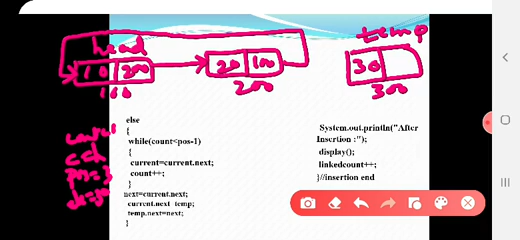 head
temp
10 200
20 100
30
100
200
300
else
{
while(count<pos-1)
{
current=current.next;
count++;
}
next=current.next;
current.next temp;
temp.next=next;
}
System.out.println("After
Insertion :");
display();
linkedcount++;
}//insertion end